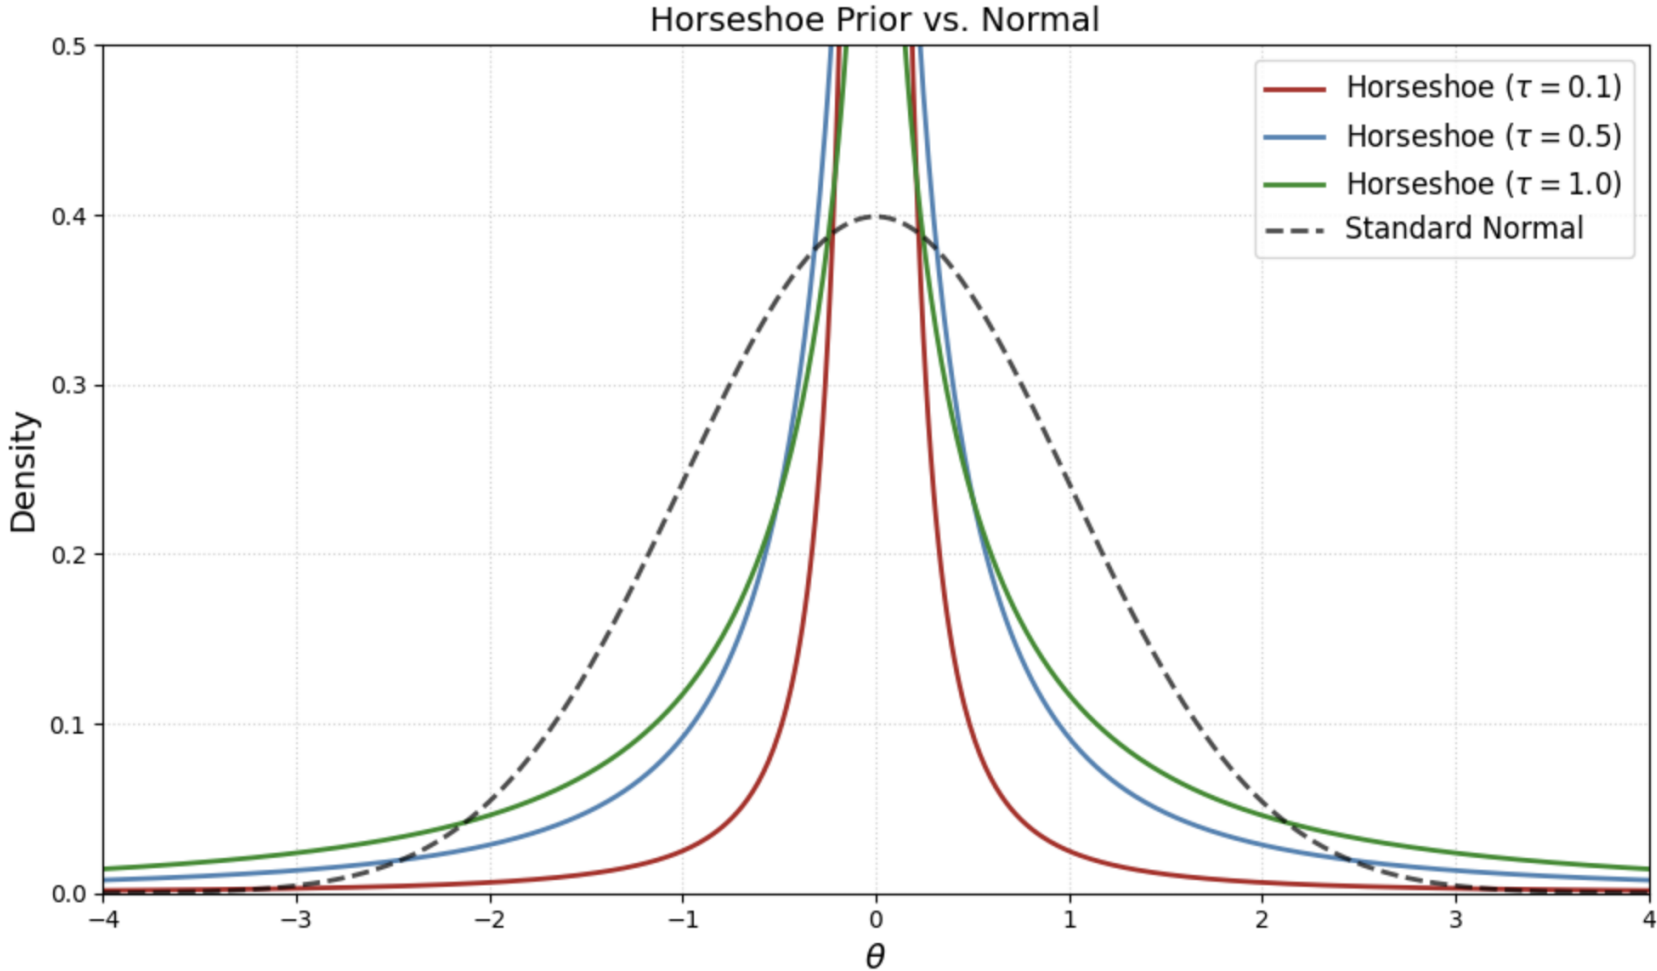 Horseshoe Prior vs. Normal
Horseshoe (τ = 0.1)
Horseshoe (τ = 0.5)
Horseshoe (τ = 1.0)
Standard Normal
Density
0.5
0.4
0.3
0.2
0.1
0.0
−4 −3 −2 −1 0 1 2 3 4
θ